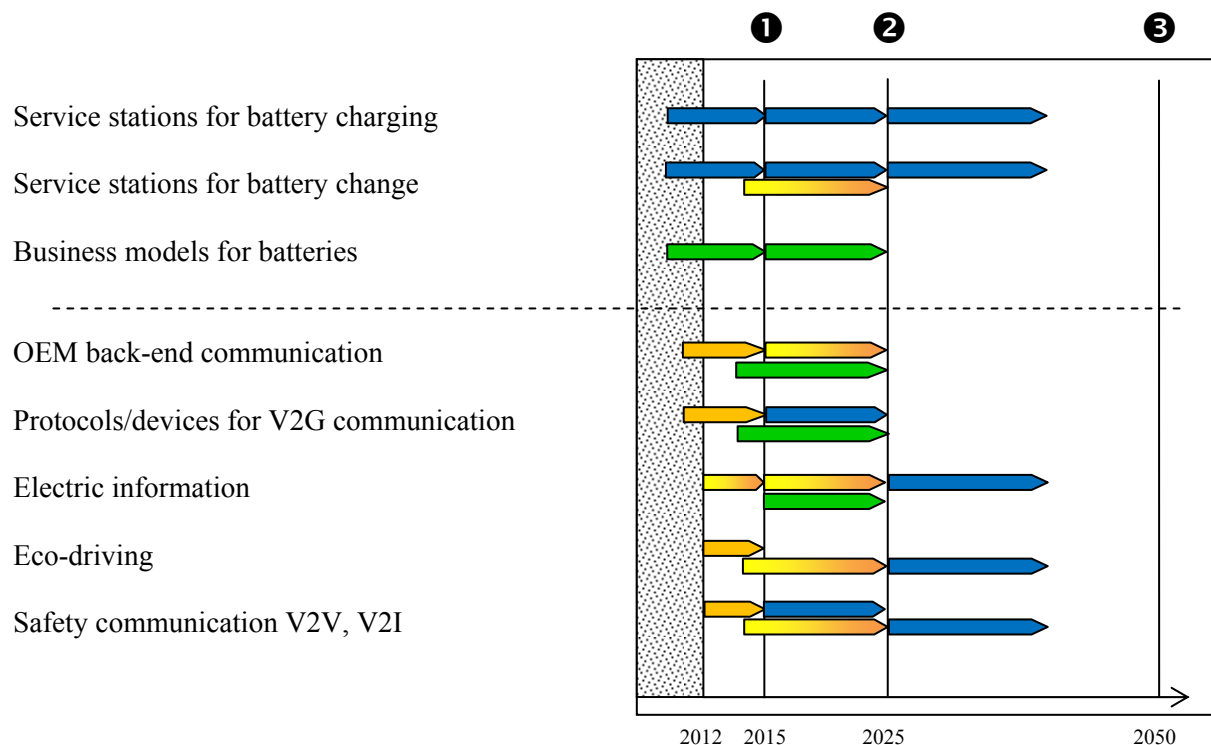 ❶ ❷ ❸
Service stations for battery charging
Service stations for battery change
Business models for batteries
OEM back-end communication
Protocols/devices for V2G communication
Electric information
Eco-driving
Safety communication V2V, V2I
2012 2015 2025 2050